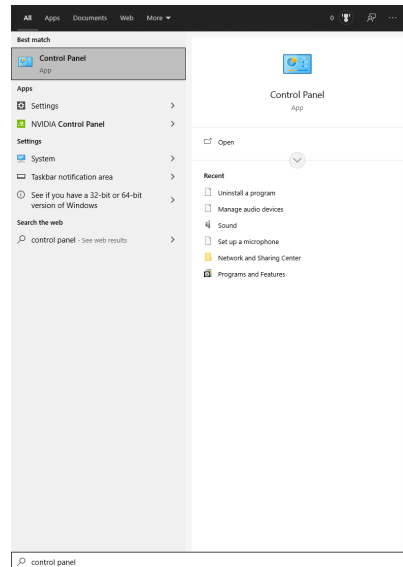 All Apps Documents Web More 0
Best match
Control Panel
App
Apps
Settings
NVIDIA Control Panel
Settings
System
Taskbar notification area
See if you have a 32-bit or 64-bit
version of Windows
Search the web
control panel - See web results
Control Panel
App
Open
Recent
Uninstall a program
Manage audio devices
Sound
Set up a microphone
Network and Sharing Center
Programs and Features
control panel